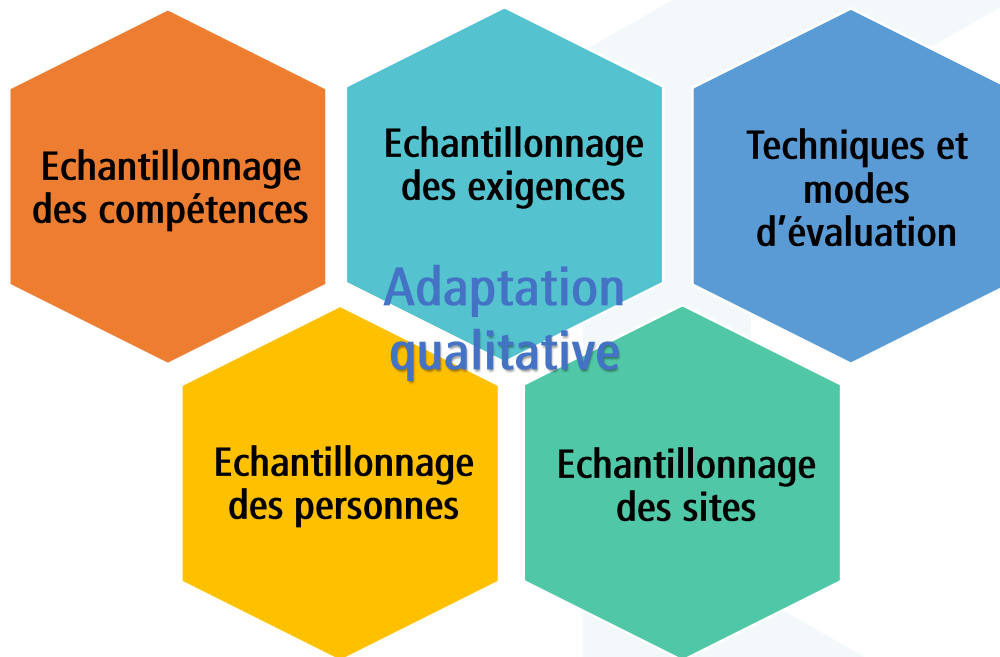 Echantillonnage
des compétences
Echantillonnage
des exigences
Techniques et
modes
d’évaluation
Adaptation
qualitative
Echantillonnage
des personnes
Echantillonnage
des sites